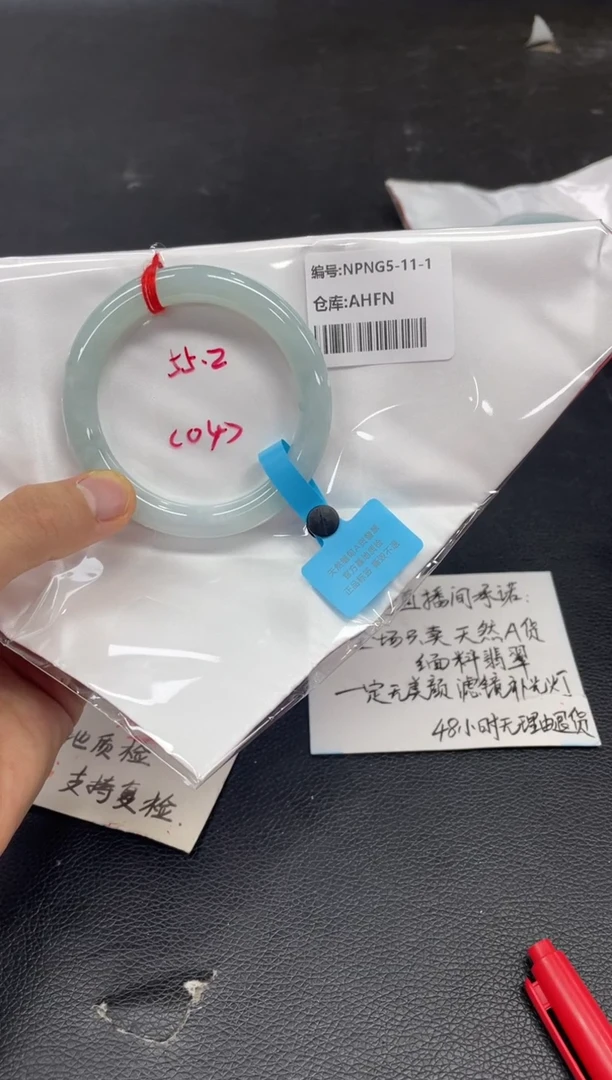 编号:NPNG5-11-1
仓库:AHFN
55.2
(04)
直播间承诺:
全场只卖天然A货
缅料翡翠
一定无美颜滤镜补光灯
48小时无理由退货
地质检
支持复检.